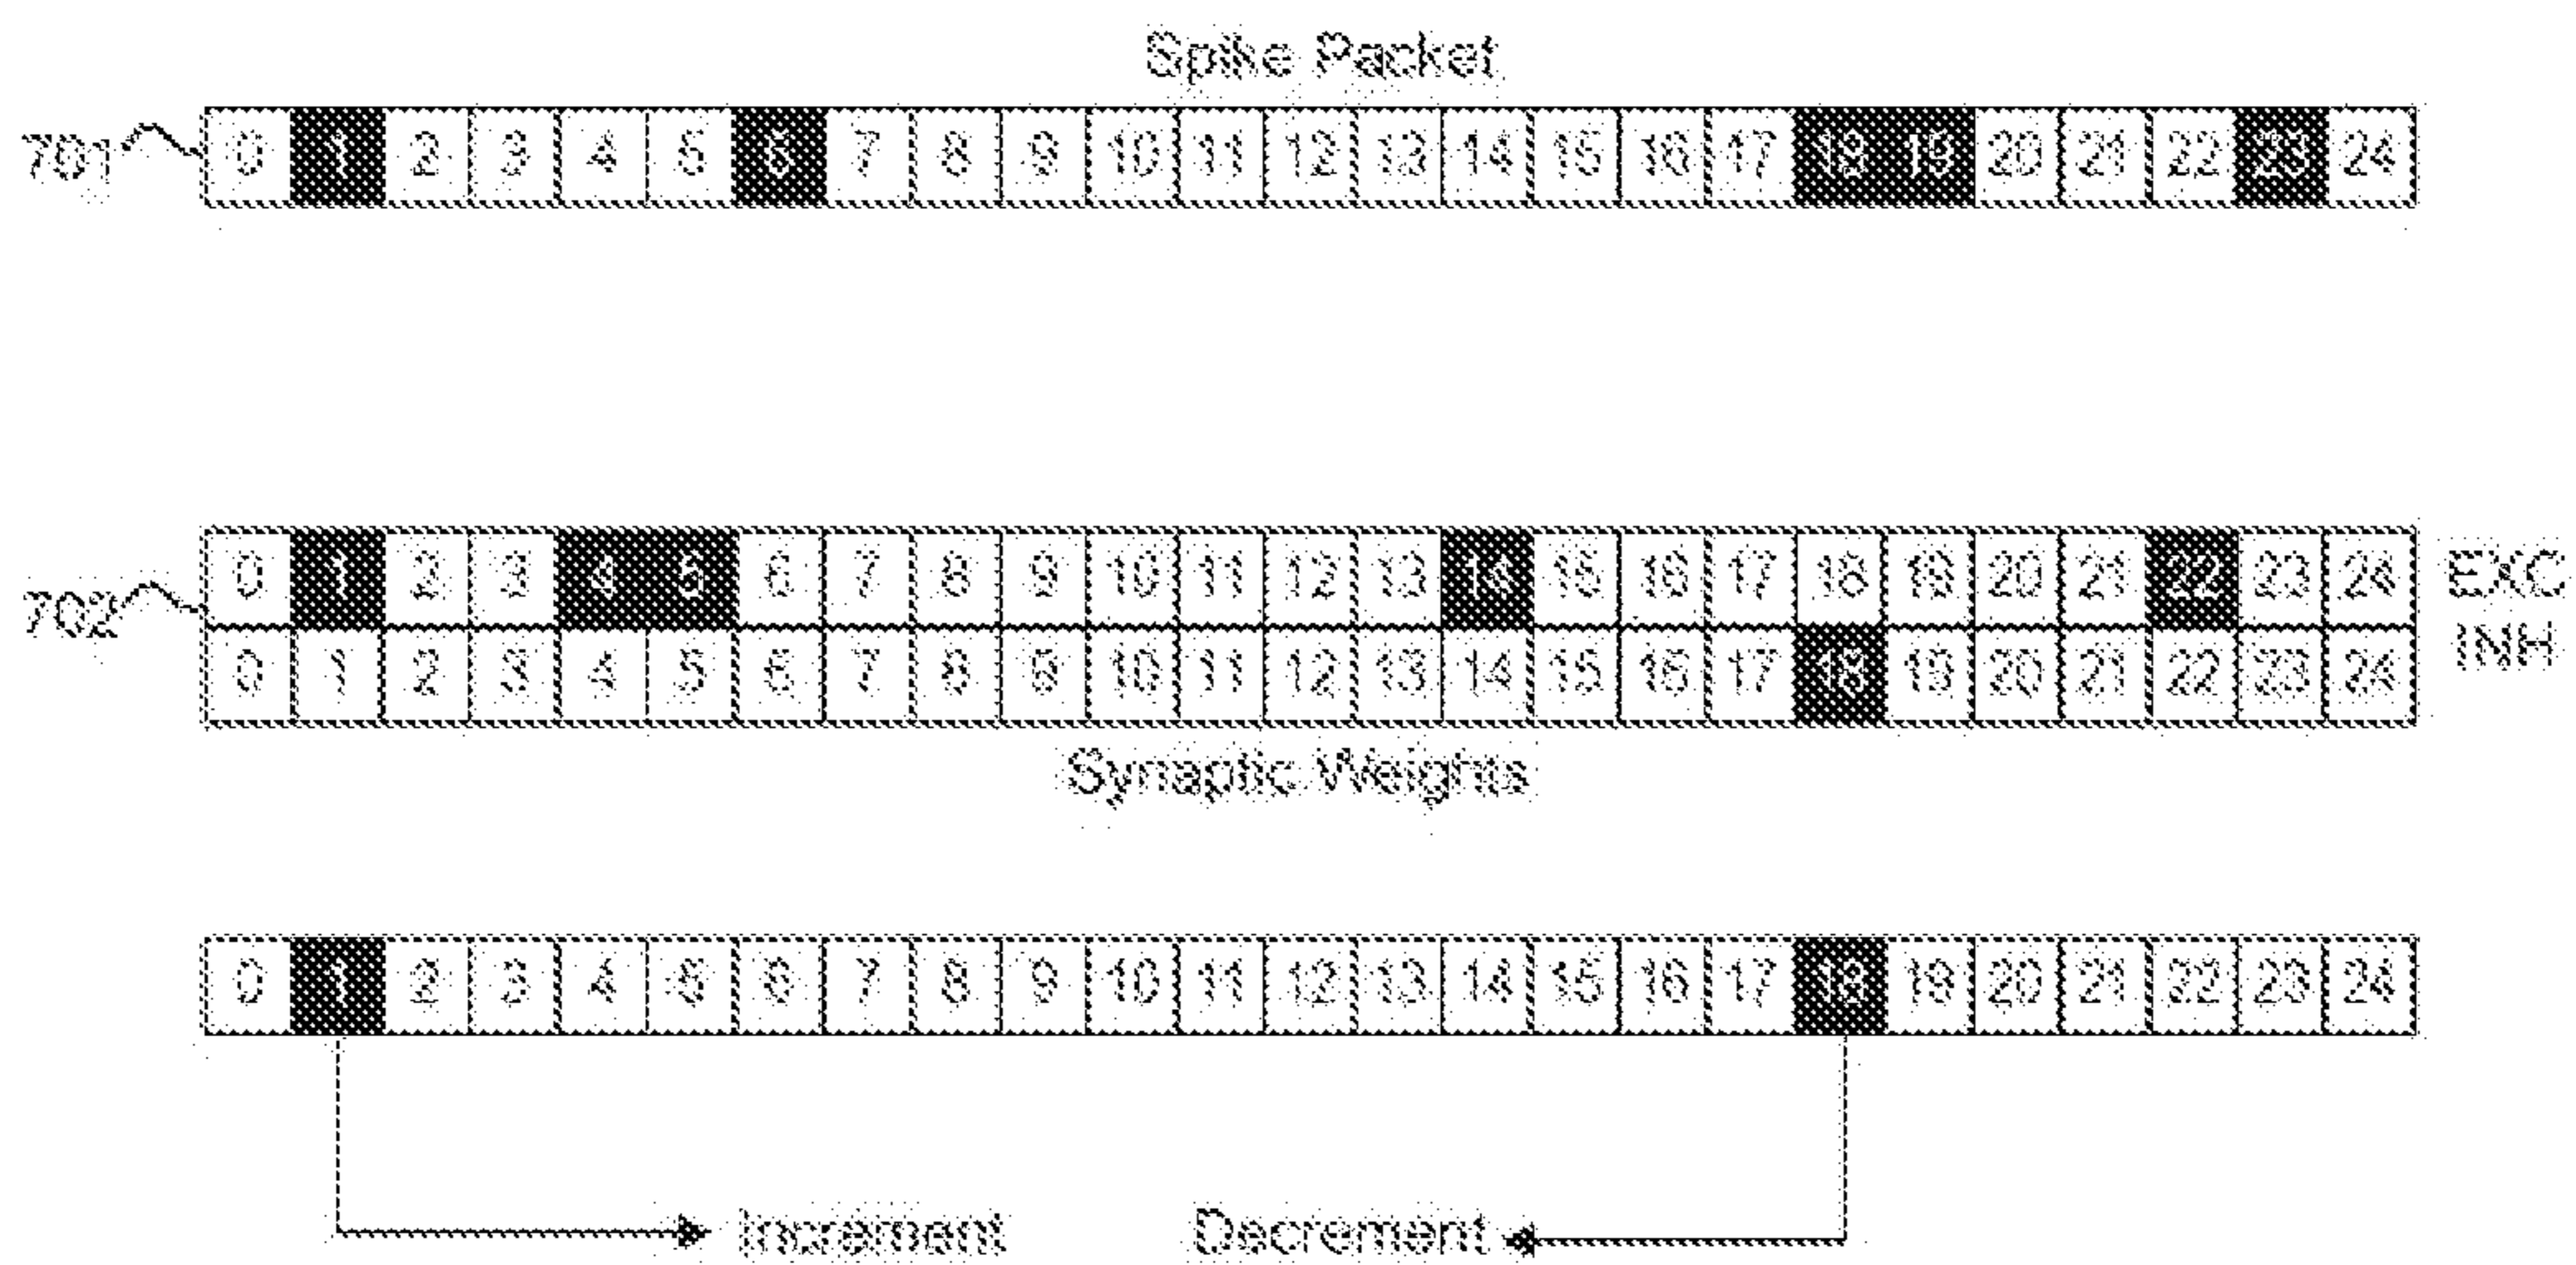 Spike Packet
701 0 1 2 3 4 5 6 7 8 9 10 11 12 13 14 15 16 17 18 19 20 21 22 23 24
0 1 2 3 4 5 6 7 8 9 10 11 12 13 14 15 16 17 18 19 20 21 22 23 24 EXC
702
0 1 2 3 4 5 6 7 8 9 10 11 12 13 14 15 16 17 18 19 20 21 22 23 24 INH
Synaptic Weights
0 1 2 3 4 5 6 7 8 9 10 11 12 13 14 15 16 17 18 19 20 21 22 23 24
Increment Decrement